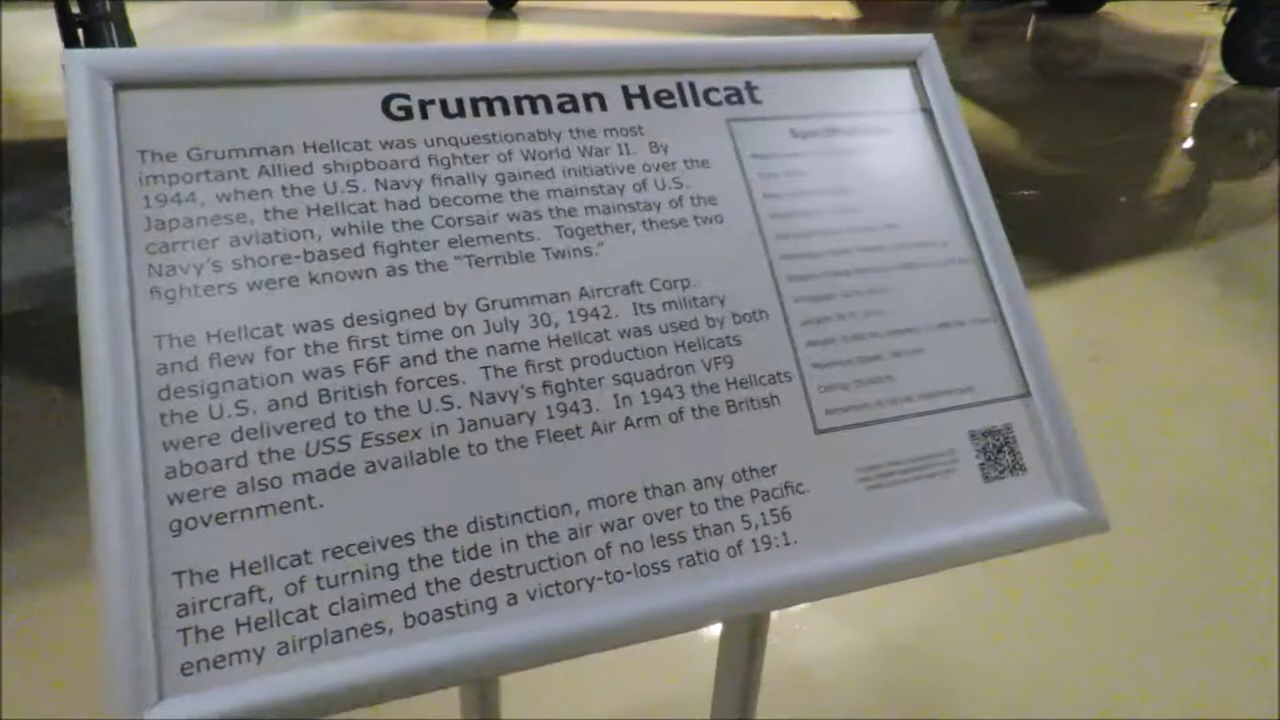 Grumman Hellcat
The Grumman Hellcat was unquestionably the most
important Allied shipboard fighter of World War II. By
1944, when the U.S. Navy finally gained initiative over the
Japanese, the Hellcat had become the mainstay of U.S.
carrier aviation, while the Corsair was the mainstay of the
Navy's shore-based fighter elements. Together, these two
fighters were known as the "Terrible Twins."
The Hellcat was designed by Grumman Aircraft Corp.
and flew for the first time on July 30, 1942. Its military
designation was F6F and the name Hellcat was used by both
the U.S. and British forces. The first production Hellcats
were delivered to the U.S. Navy's fighter squadron VF9
aboard the USS Essex in January 1943. In 1943 the Hellcats
were also made available to the Fleet Air Arm of the British
government.
The Hellcat receives the distinction, more than any other
aircraft, of turning the tide in the air war over to the Pacific.
The Hellcat claimed the destruction of no less than 5,156
enemy airplanes, boasting a victory-to-loss ratio of 19:1.
Specifications